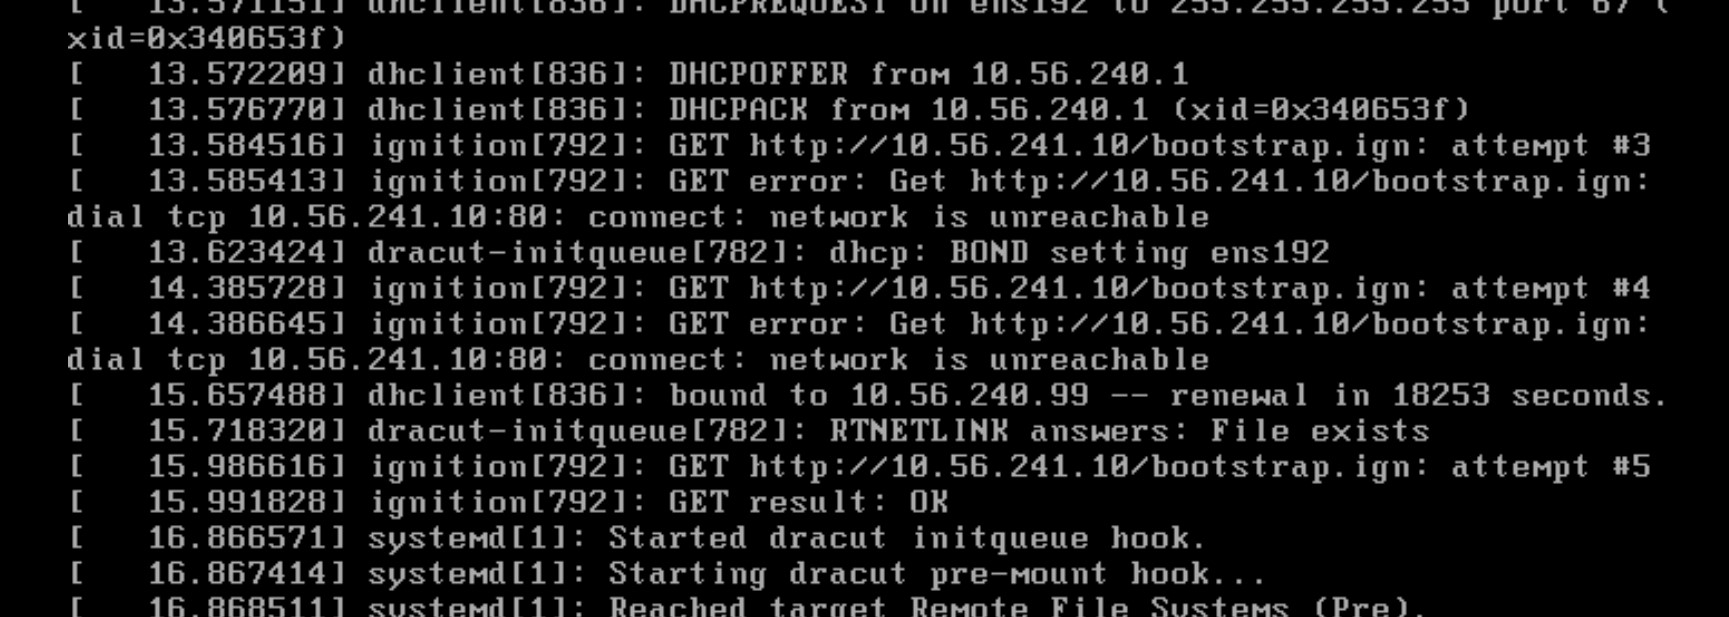 [   13.571151] dhclient[836]: DHCPREQUEST on ens192 to 255.255.255.255 port 67 (
xid=0x340653f)
[   13.572209] dhclient[836]: DHCPOFFER from 10.56.240.1
[   13.576770] dhclient[836]: DHCPACK from 10.56.240.1 (xid=0x340653f)
[   13.584516] ignition[792]: GET http://10.56.241.10/bootstrap.ign: attempt #3
[   13.585413] ignition[792]: GET error: Get http://10.56.241.10/bootstrap.ign:
dial tcp 10.56.241.10:80: connect: network is unreachable
[   13.623424] dracut-initqueue[782]: dhcp: BOND setting ens192
[   14.385728] ignition[792]: GET http://10.56.241.10/bootstrap.ign: attempt #4
[   14.386645] ignition[792]: GET error: Get http://10.56.241.10/bootstrap.ign:
dial tcp 10.56.241.10:80: connect: network is unreachable
[   15.657488] dhclient[836]: bound to 10.56.240.99 -- renewal in 18253 seconds.
[   15.718320] dracut-initqueue[782]: RTNETLINK answers: File exists
[   15.986616] ignition[792]: GET http://10.56.241.10/bootstrap.ign: attempt #5
[   15.991828] ignition[792]: GET result: OK
[   16.866571] systemd[1]: Started dracut initqueue hook.
[   16.867414] systemd[1]: Starting dracut pre-mount hook...
[   16.868511] systemd[1]: Reached target Remote File Systems (Pre).